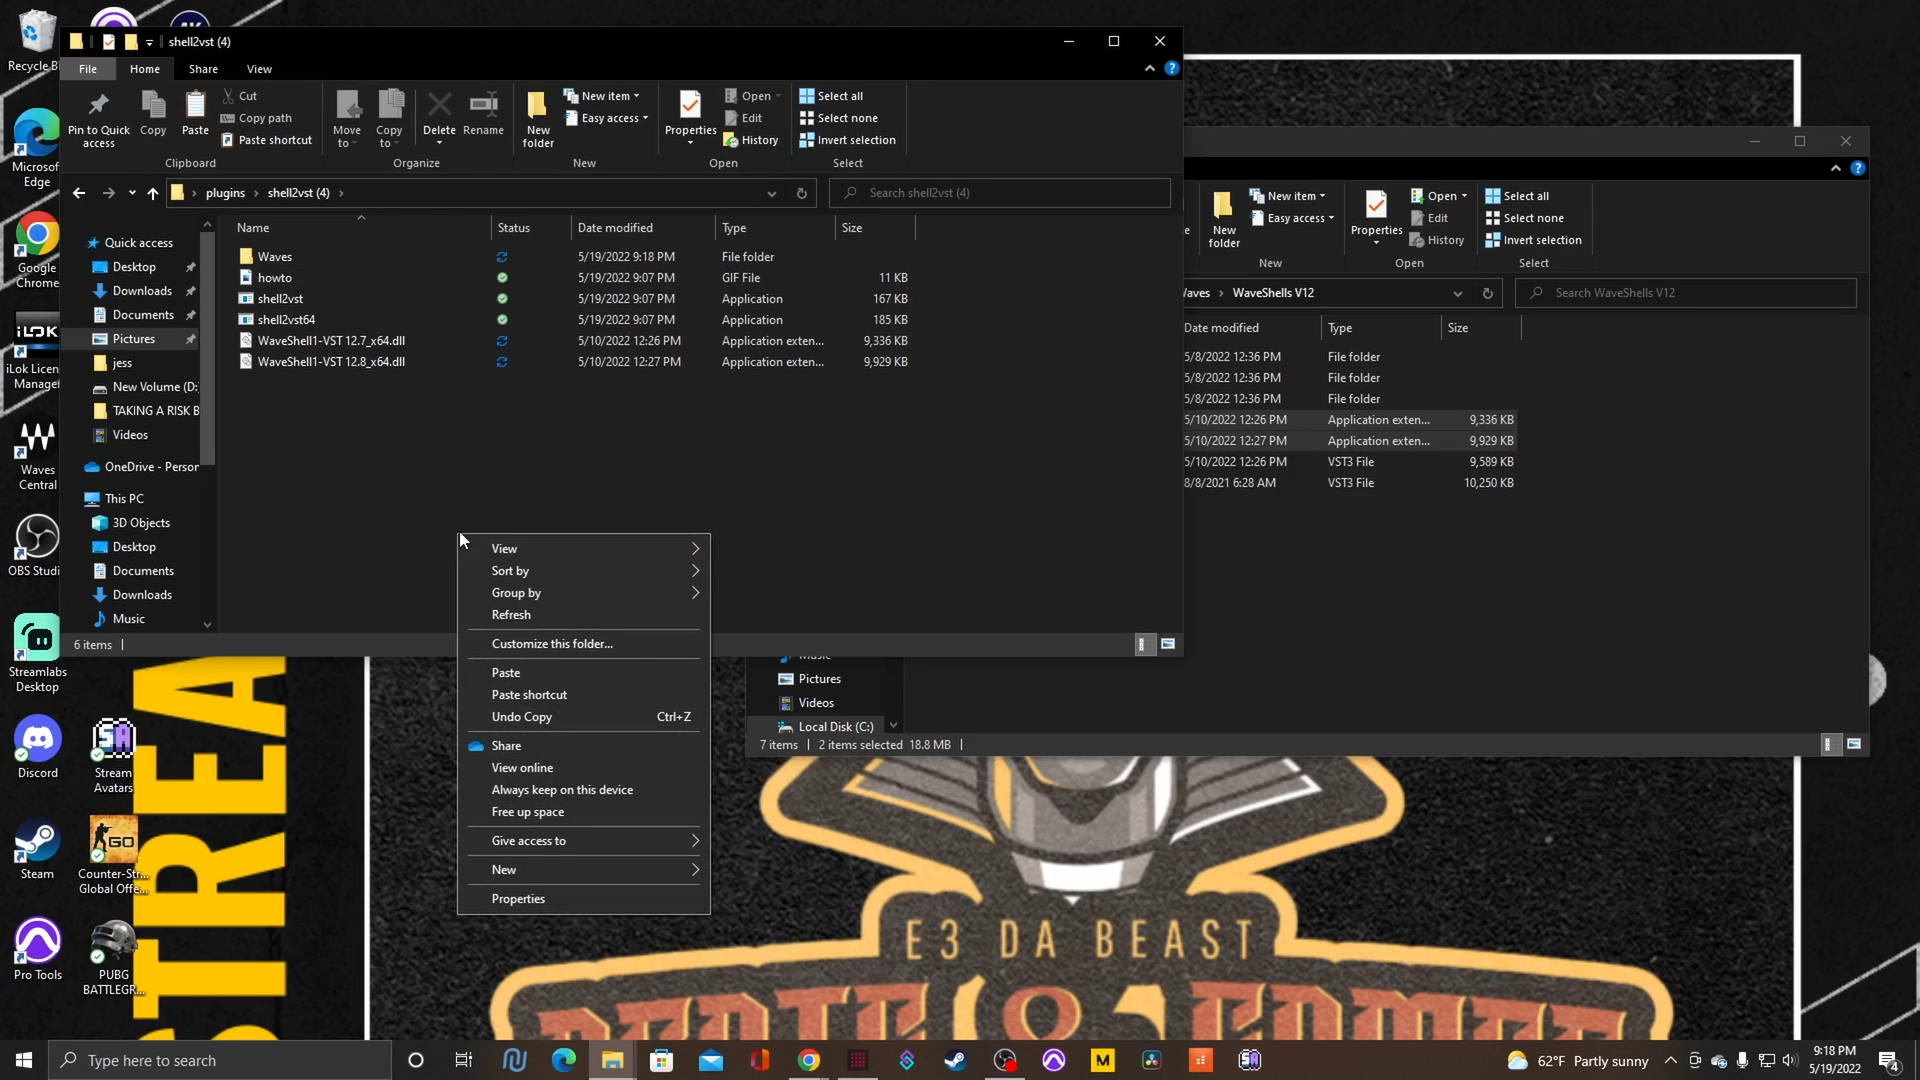 Recycle B
shell2vst (4)
File
Home
Share
View
Pin to Quick access
Copy
Paste
Cut
Copy path
Paste shortcut
Clipboard
Move to
Copy to
Delete
Rename
Organize
New folder
New item
Easy access
New
Properties
Open
Edit
History
Open
Select all
Select none
Invert selection
Select
plugins
shell2vst (4)
Search shell2vst (4)
Name
Status
Date modified
Type
Size
Waves 5/19/2022 9:18 PM File folder
howto 5/19/2022 9:07 PM GIF File 11 KB
shell2vst 5/19/2022 9:07 PM Application 167 KB
shell2vst64 5/19/2022 9:07 PM Application 185 KB
WaveShell1-VST 12.7_x64.dll 5/10/2022 12:26 PM Application exten... 9,336 KB
WaveShell1-VST 12.8_x64.dll 5/10/2022 12:27 PM Application exten... 9,929 KB
Quick access
Desktop
Downloads
Documents
Pictures
jess
New Volume (D:
TAKING A RISK B
Videos
OneDrive - Person
This PC
3D Objects
Desktop
Documents
Downloads
Music
6 items
View
Sort by
Group by
Refresh
Customize this folder...
Paste
Paste shortcut
Undo Copy Ctrl+Z
Share
View online
Always keep on this device
Free up space
Give access to
New
Properties
New folder
New item
Easy access
New
Properties
Open
Edit
History
Open
Select all
Select none
Invert selection
Select
Waves
WaveShells V12
Search WaveShells V12
Date modified
Type
Size
5/8/2022 12:36 PM File folder
5/8/2022 12:36 PM File folder
5/8/2022 12:36 PM File folder
5/10/2022 12:26 PM Application exten... 9,336 KB
5/10/2022 12:27 PM Application exten... 9,929 KB
5/10/2022 12:26 PM VST3 File 9,589 KB
8/8/2021 6:28 AM VST3 File 10,250 KB
Music
Pictures
Videos
Local Disk (C:)
7 items
2 items selected 18.8 MB
Microsof
Edge
Google
Chrome
iLOK
iLok Licen
Manage
Waves
Central
OBS Studi
Streamlabs
Desktop
Discord
Stream
Avatars
Steam
GO
Counter-Str...
Global Offe...
Pro Tools
PUBG
BATTLEGR...
STREA
E3 DA BEAST
Type here to search
62°F Partly sunny
9:18 PM
5/19/2022
4